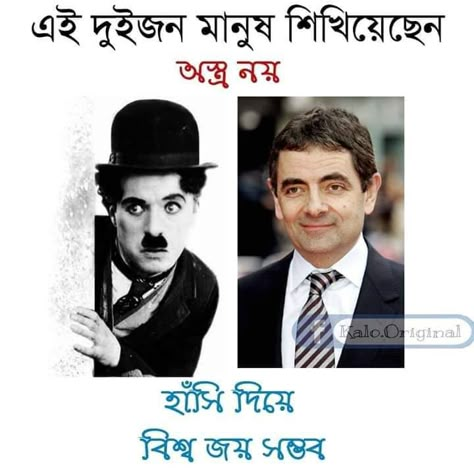 এই দুইজন মানুষ শিখিয়েছেন
অস্ত্র নয়
Kalo.Original
হাঁসি দিয়ে
বিশ্ব জয় সম্ভব